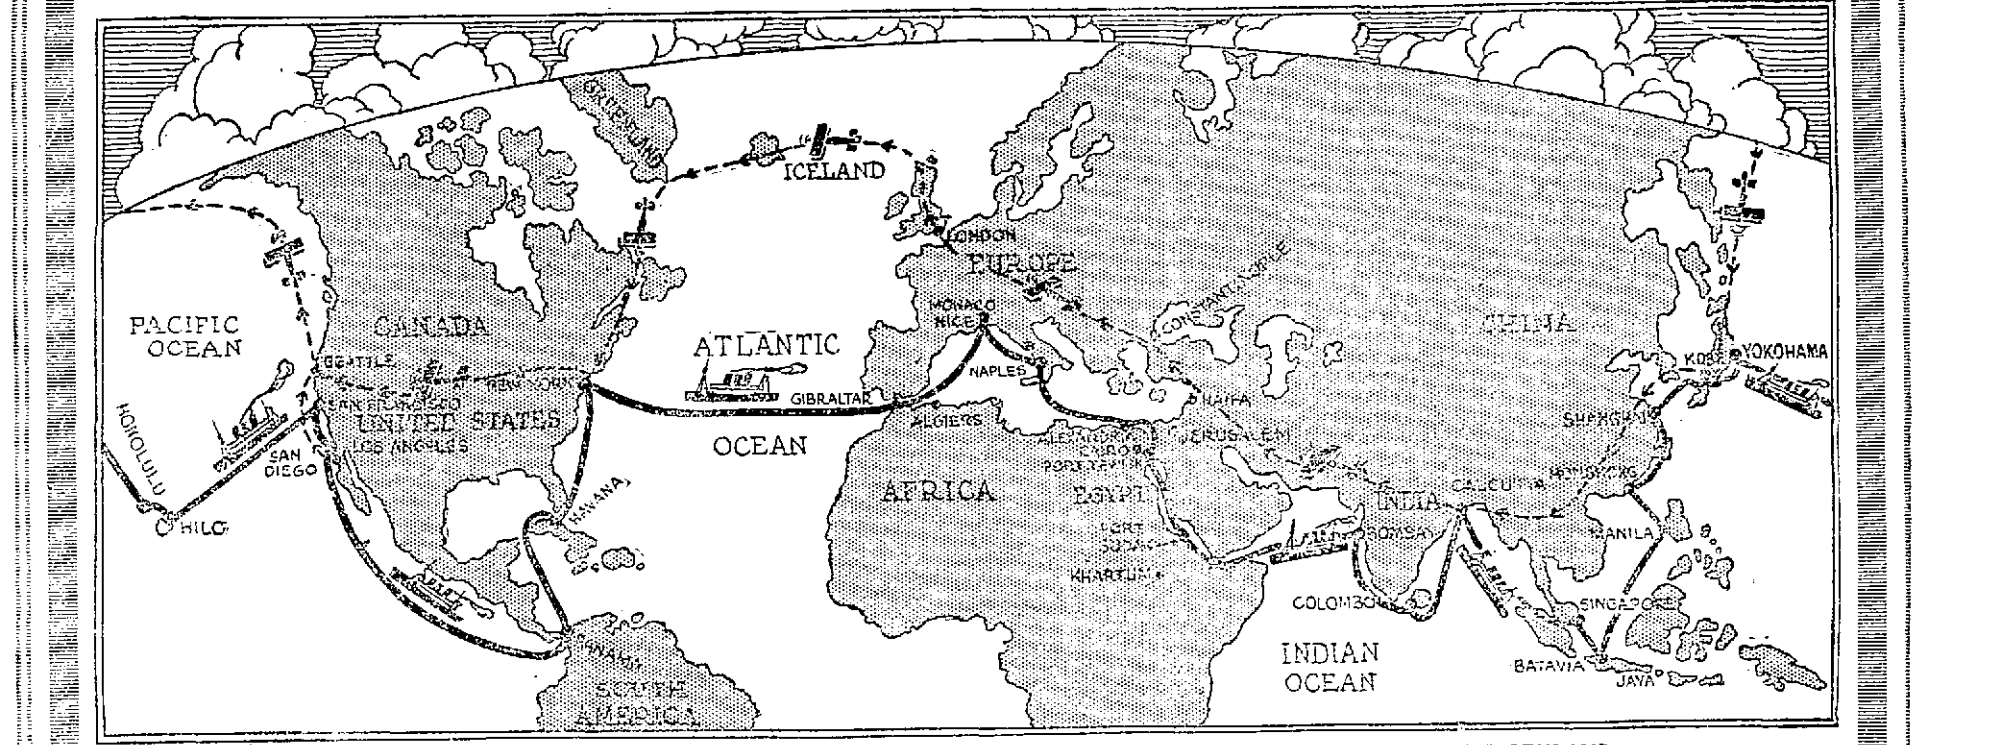 GREENLAND
ICELAND
LONDON
EUROPE
CONSTANTINOPLE
MONACO
NICE
PACIFIC
OCEAN
CANADA
CHINA
ATLANTIC
OCEAN
SEATTLE
NEW YORK
KOBE
YOKOHAMA
NAPLES
GIBRALTAR
HAIFA
SAN FRANCISCO
UNITED STATES
LOS ANGELES
ALGIERS
SHANGHAI
HONOLULU
SAN
DIEGO
ALEXANDRIA
JERUSALEM
CAIRO
AFRICA
EGYPT
INDIA
CALCUTTA
HONGKONG
HAVANA
HILO
PORT
SUDAN
BOMBAY
MANILA
KHARTUM
COLOMBO
SINGAPORE
PANAMA
INDIAN
OCEAN
BATAVIA
JAVA
SOUTH
AMERICA